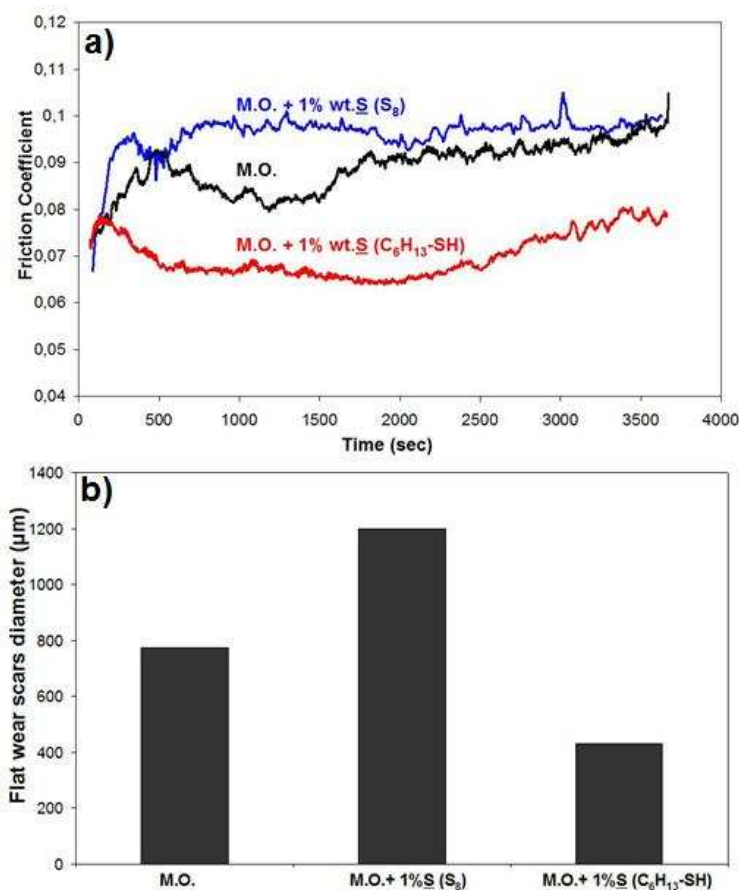 a)
0,12
0,11
0,1
0,09
0,08
0,07
0,06
0,05
0,04
Friction Coefficient
M.O. + 1% wt.S (S₈)
M.O.
M.O. + 1% wt.S (C₆H₁₃-SH)
0 500 1000 1500 2000 2500 3000 3500 4000
Time (sec)
b)
1400
1200
1000
800
600
400
200
0
Flat wear scars diameter (µm)
M.O. M.O.+ 1%S (S₈) M.O.+ 1%S (C₆H₁₃-SH)